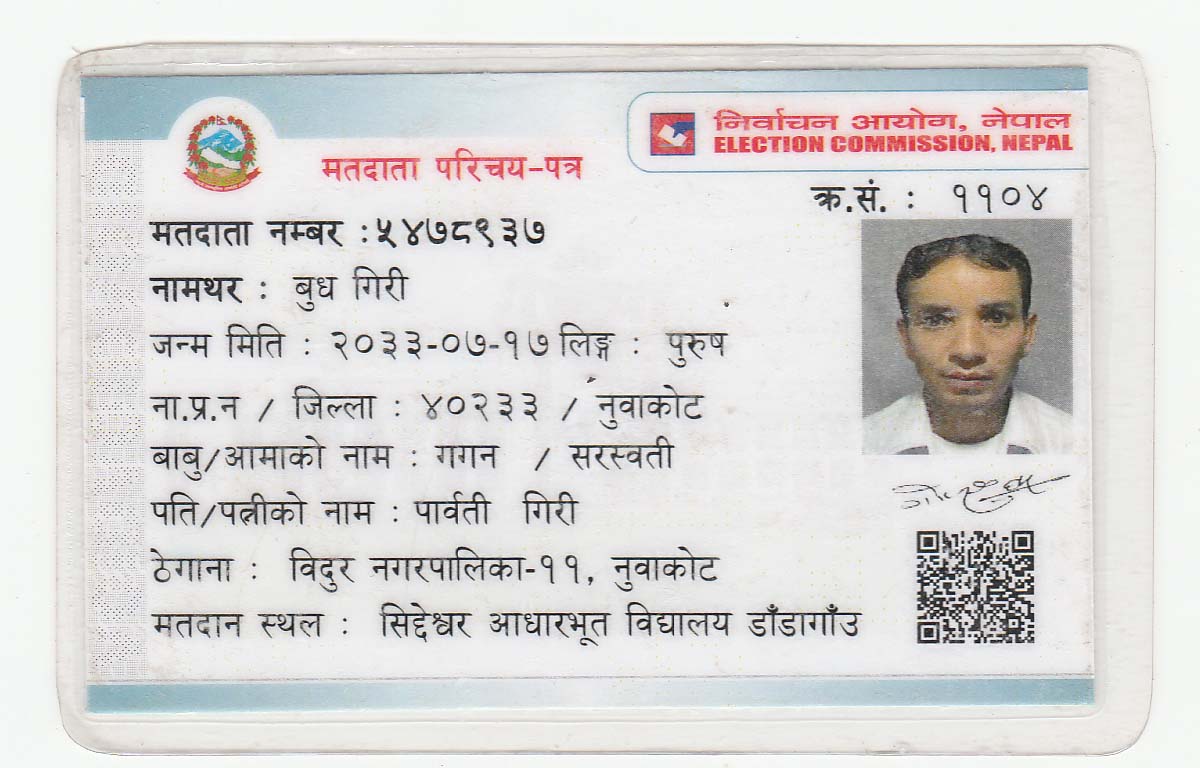 निर्वाचन आयोग, नेपाल
ELECTION COMMISSION, NEPAL
मतदाता परिचय-पत्र
क्र.सं. : ११०४
मतदाता नम्बर : ५४७८९३७
नामथर : बुध गिरी
जन्म मिति : २०३३-०७-१७ लिङ्ग : पुरुष
ना.प्र.न / जिल्ला : ४०२३३ / नुवाकोट
बाबु/आमाको नाम : गगन / सरस्वती
पति/पत्नीको नाम : पार्वती गिरी
ठेगाना : विदुर नगरपालिका-११, नुवाकोट
मतदान स्थल : सिद्देश्वर आधारभूत विद्यालय डाँडागाँउ